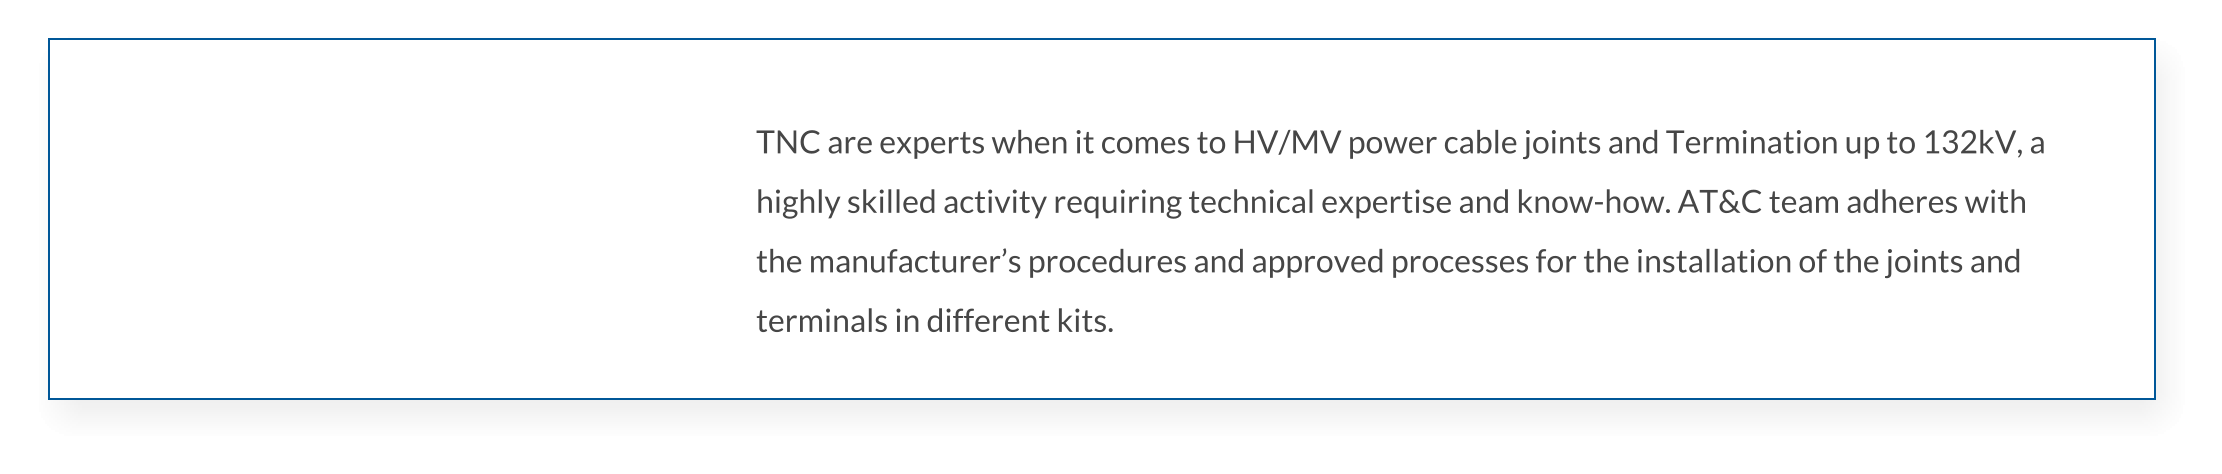 TNC are experts when it comes to HV/MV power cable joints and Termination up to 132kV, a
highly skilled activity requiring technical expertise and know-how. AT&C team adheres with
the manufacturer’s procedures and approved processes for the installation of the joints and
terminals in different kits.